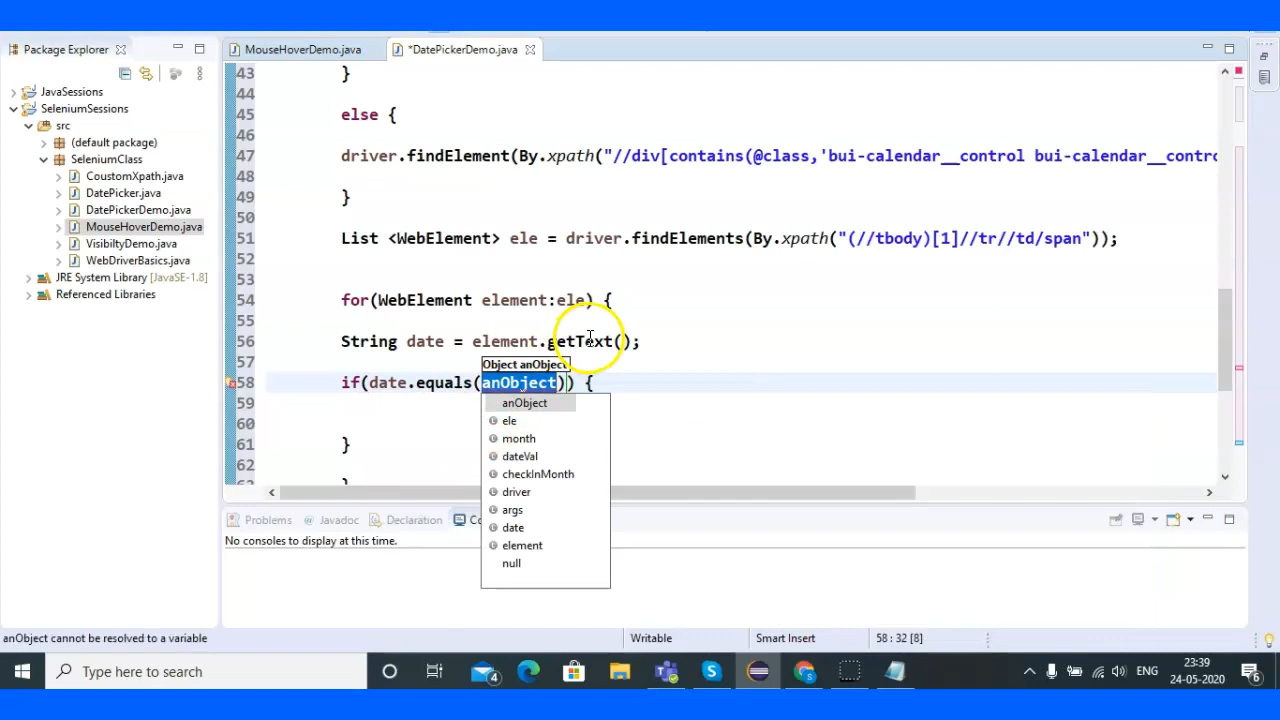 Package Explorer
MouseHoverDemo.java
*DatePickerDemo.java
JavaSessions
SeleniumSessions
src
(default package)
SeleniumClass
CoustomXpath.java
DatePicker.java
DatePickerDemo.java
MouseHoverDemo.java
VisibiltyDemo.java
WebDriverBasics.java
JRE System Library [JavaSE-1.8]
Referenced Libraries
43 }
44
45 else {
46
47 driver.findElement(By.xpath("//div[contains(@class,'bui-calendar__control bui-calendar__contro
48
49 }
50
51 List <WebElement> ele = driver.findElements(By.xpath("(//tbody)[1]//tr//td/span"));
52
53
54 for(WebElement element:ele) {
55
56 String date = element.getText();
57
Object anObject
58 if(date.equals(anObject)) {
59
60
61 }
62
}
anObject
ele
month
dateVal
checkInMonth
driver
args
date
element
null
Problems
Javadoc
Declaration
Co
No consoles to display at this time.
anObject cannot be resolved to a variable
Writable
Smart Insert
58 : 32 [8]
Type here to search
4
ENG
23:39
24-05-2020
6